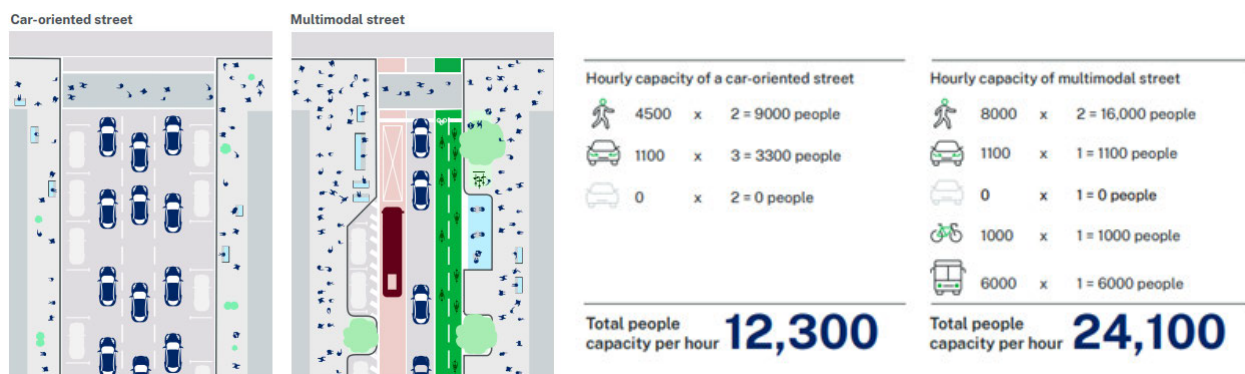 Car-oriented street
Multimodal street
Hourly capacity of a car-oriented street
4500 x 2 = 9000 people
1100 x 3 = 3300 people
0 x 2 = 0 people
Total people
capacity per hour 12,300
Hourly capacity of multimodal street
8000 x 2 = 16,000 people
1100 x 1 = 1100 people
0 x 1 = 0 people
1000 x 1 = 1000 people
6000 x 1 = 6000 people
Total people
capacity per hour 24,100